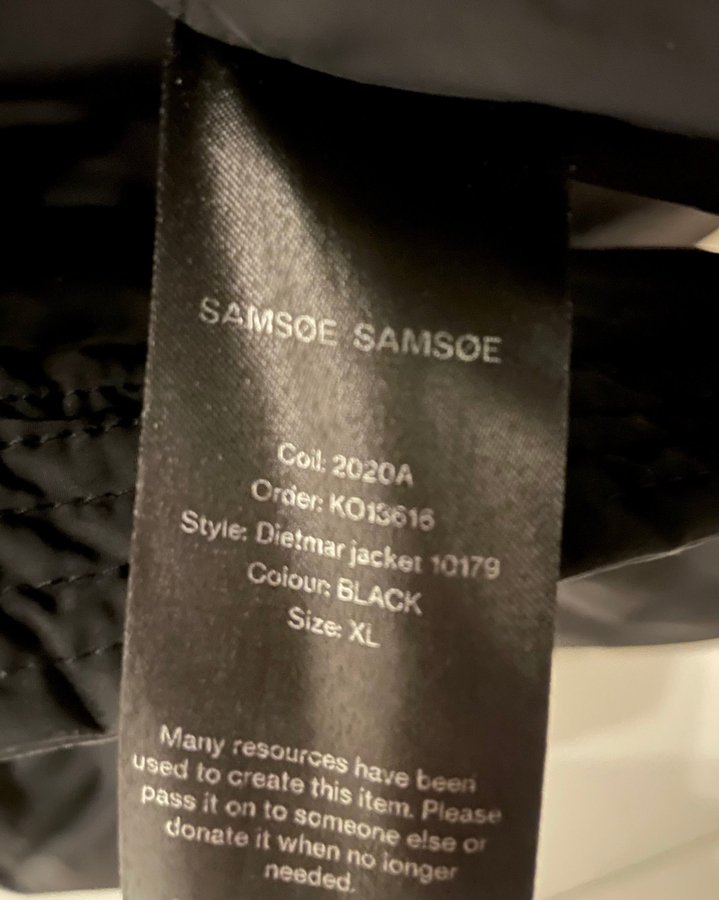 SAMSØE SAMSØE
Coll: 2020A
Order: KO13616
Style: Dietmar jacket 10179
Colour: BLACK
Size: XL
Many resources have been
used to create this item. Please
pass it on to someone else or
donate it when no longer
needed.